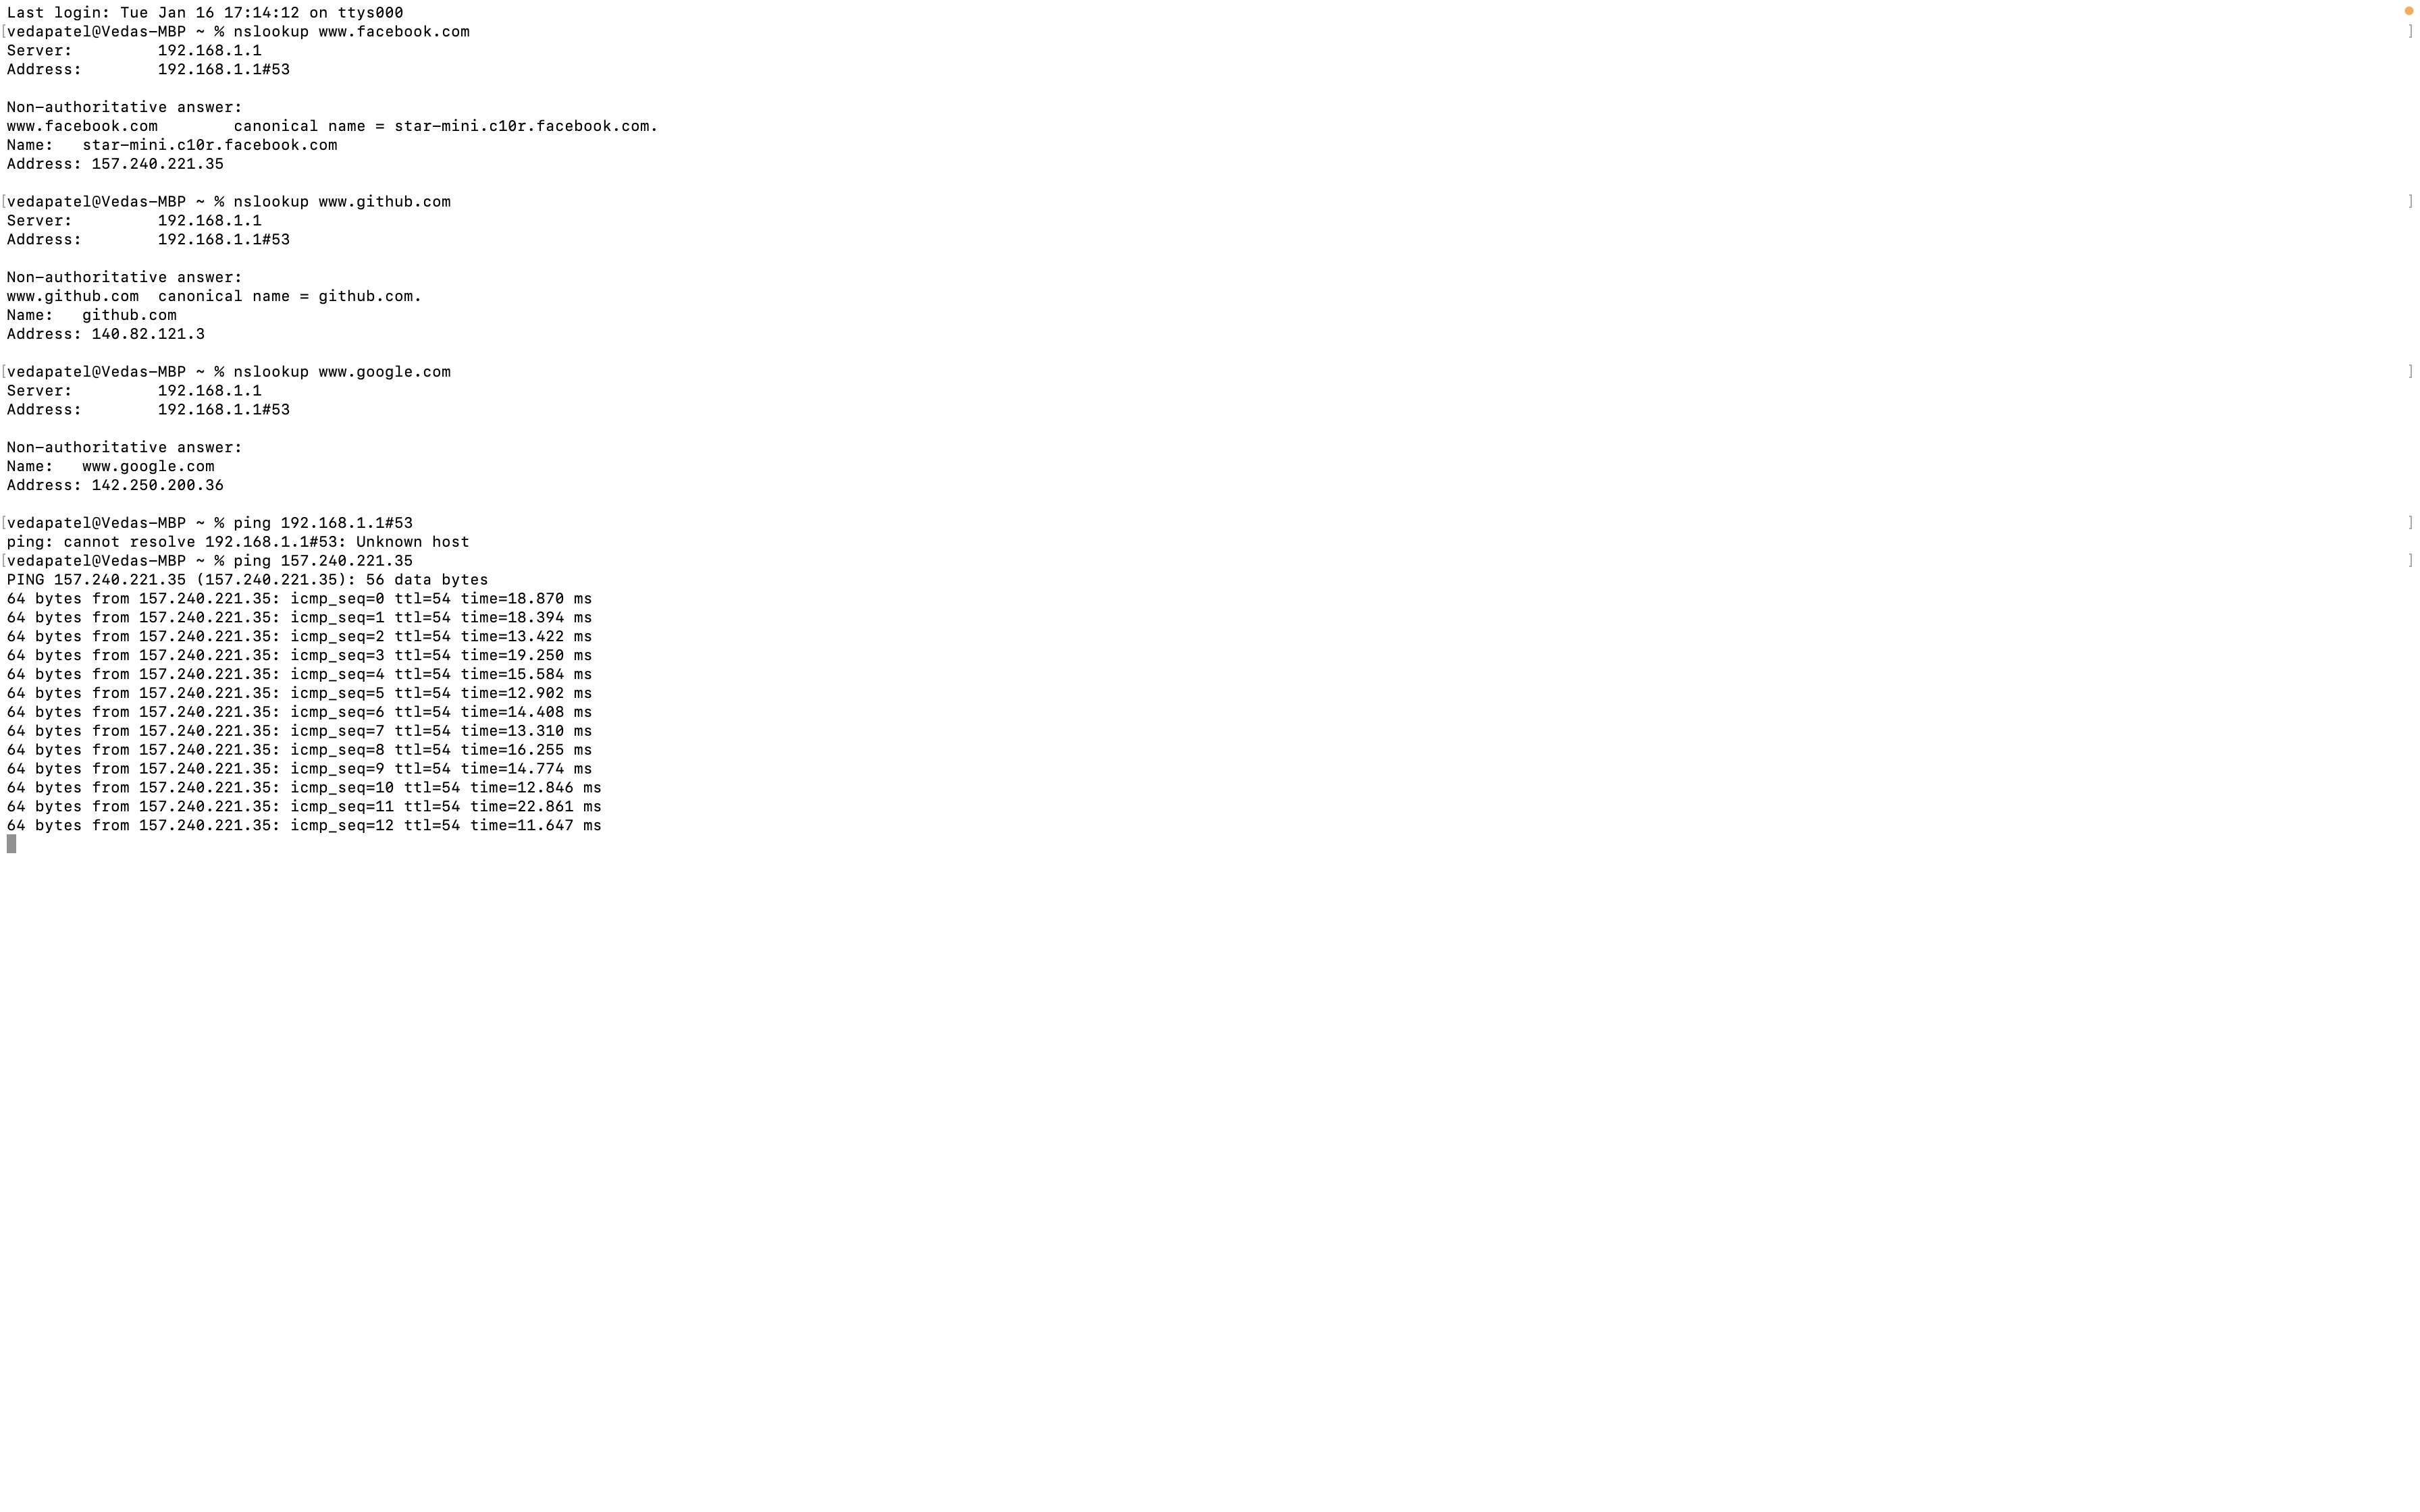 Last login: Tue Jan 16 17:14:12 on ttys000
[vedapatel@Vedas-MBP ~ % nslookup www.facebook.com ]
Server:		192.168.1.1
Address:	192.168.1.1#53

Non-authoritative answer:
www.facebook.com	canonical name = star-mini.c10r.facebook.com.
Name:	star-mini.c10r.facebook.com
Address: 157.240.221.35

[vedapatel@Vedas-MBP ~ % nslookup www.github.com ]
Server:		192.168.1.1
Address:	192.168.1.1#53

Non-authoritative answer:
www.github.com	canonical name = github.com.
Name:	github.com
Address: 140.82.121.3

[vedapatel@Vedas-MBP ~ % nslookup www.google.com ]
Server:		192.168.1.1
Address:	192.168.1.1#53

Non-authoritative answer:
Name:	www.google.com
Address: 142.250.200.36

[vedapatel@Vedas-MBP ~ % ping 192.168.1.1#53 ]
ping: cannot resolve 192.168.1.1#53: Unknown host
[vedapatel@Vedas-MBP ~ % ping 157.240.221.35 ]
PING 157.240.221.35 (157.240.221.35): 56 data bytes
64 bytes from 157.240.221.35: icmp_seq=0 ttl=54 time=18.870 ms
64 bytes from 157.240.221.35: icmp_seq=1 ttl=54 time=18.394 ms
64 bytes from 157.240.221.35: icmp_seq=2 ttl=54 time=13.422 ms
64 bytes from 157.240.221.35: icmp_seq=3 ttl=54 time=19.250 ms
64 bytes from 157.240.221.35: icmp_seq=4 ttl=54 time=15.584 ms
64 bytes from 157.240.221.35: icmp_seq=5 ttl=54 time=12.902 ms
64 bytes from 157.240.221.35: icmp_seq=6 ttl=54 time=14.408 ms
64 bytes from 157.240.221.35: icmp_seq=7 ttl=54 time=13.310 ms
64 bytes from 157.240.221.35: icmp_seq=8 ttl=54 time=16.255 ms
64 bytes from 157.240.221.35: icmp_seq=9 ttl=54 time=14.774 ms
64 bytes from 157.240.221.35: icmp_seq=10 ttl=54 time=12.846 ms
64 bytes from 157.240.221.35: icmp_seq=11 ttl=54 time=22.861 ms
64 bytes from 157.240.221.35: icmp_seq=12 ttl=54 time=11.647 ms